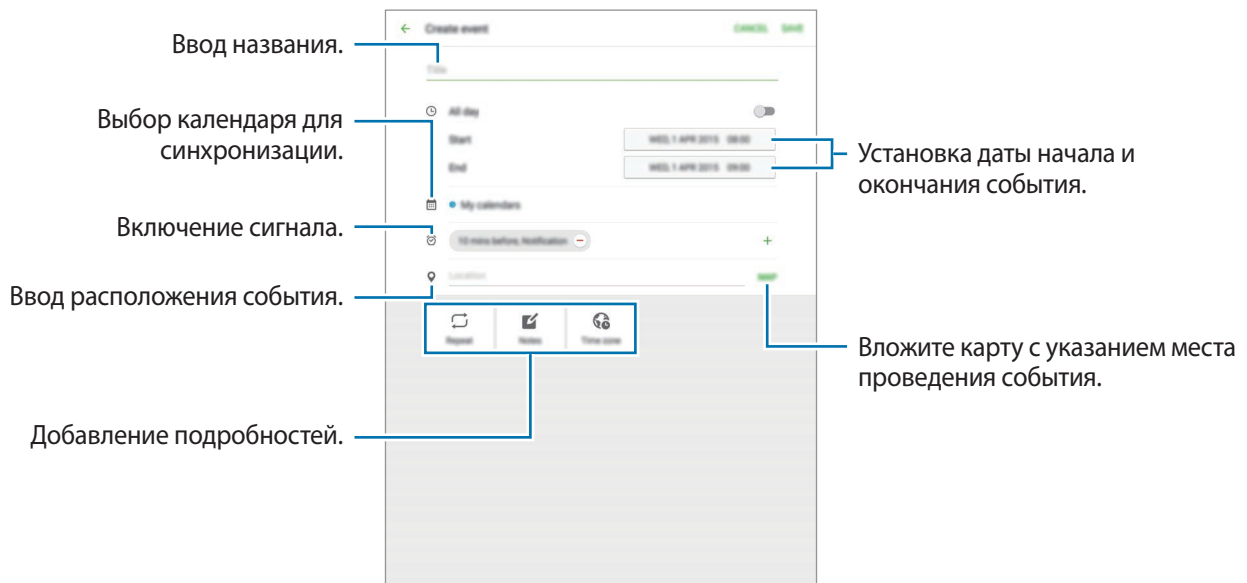 Ввод названия.
Выбор календаря для
синхронизации.
Включение сигнала.
Ввод расположения события.
Добавление подробностей.
Create event
CANCEL SAVE
Title
All day
Start WED, 1 APR 2015 08:00
End WED, 1 APR 2015 09:00
My calendars
10 mins before, Notification
Location MAP
Repeat Notes Time zone
Установка даты начала и
окончания события.
Вложите карту с указанием места
проведения события.